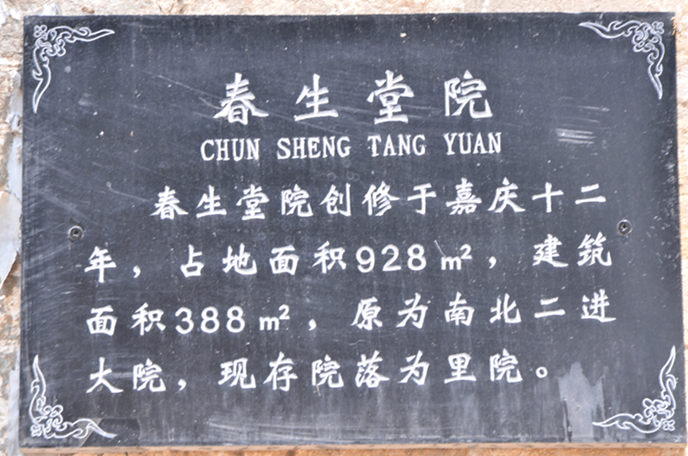 春生堂院
CHUN SHENG TANG YUAN
春生堂院创修于嘉庆十二
年，占地面积928㎡，建筑
面积388㎡，原为南北二进
大院，现存院落为里院。